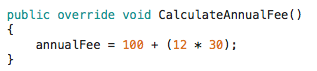 public override void CalculateAnnualFee()
{
    annualFee = 100 + (12 * 30);
}